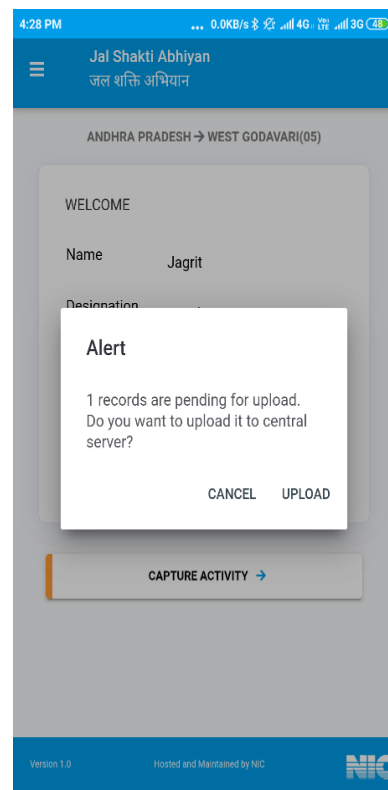 4:28 PM ... 0.0KB/s 4G VoLTE 3G 48
Jal Shakti Abhiyan
जल शक्ति अभियान
ANDHRA PRADESH → WEST GODAVARI(05)
WELCOME
Name Jagrit
Designation
Alert
1 records are pending for upload.
Do you want to upload it to central
server?
CANCEL UPLOAD
CAPTURE ACTIVITY →
Version 1.0 Hosted and Maintained by NIC NIC